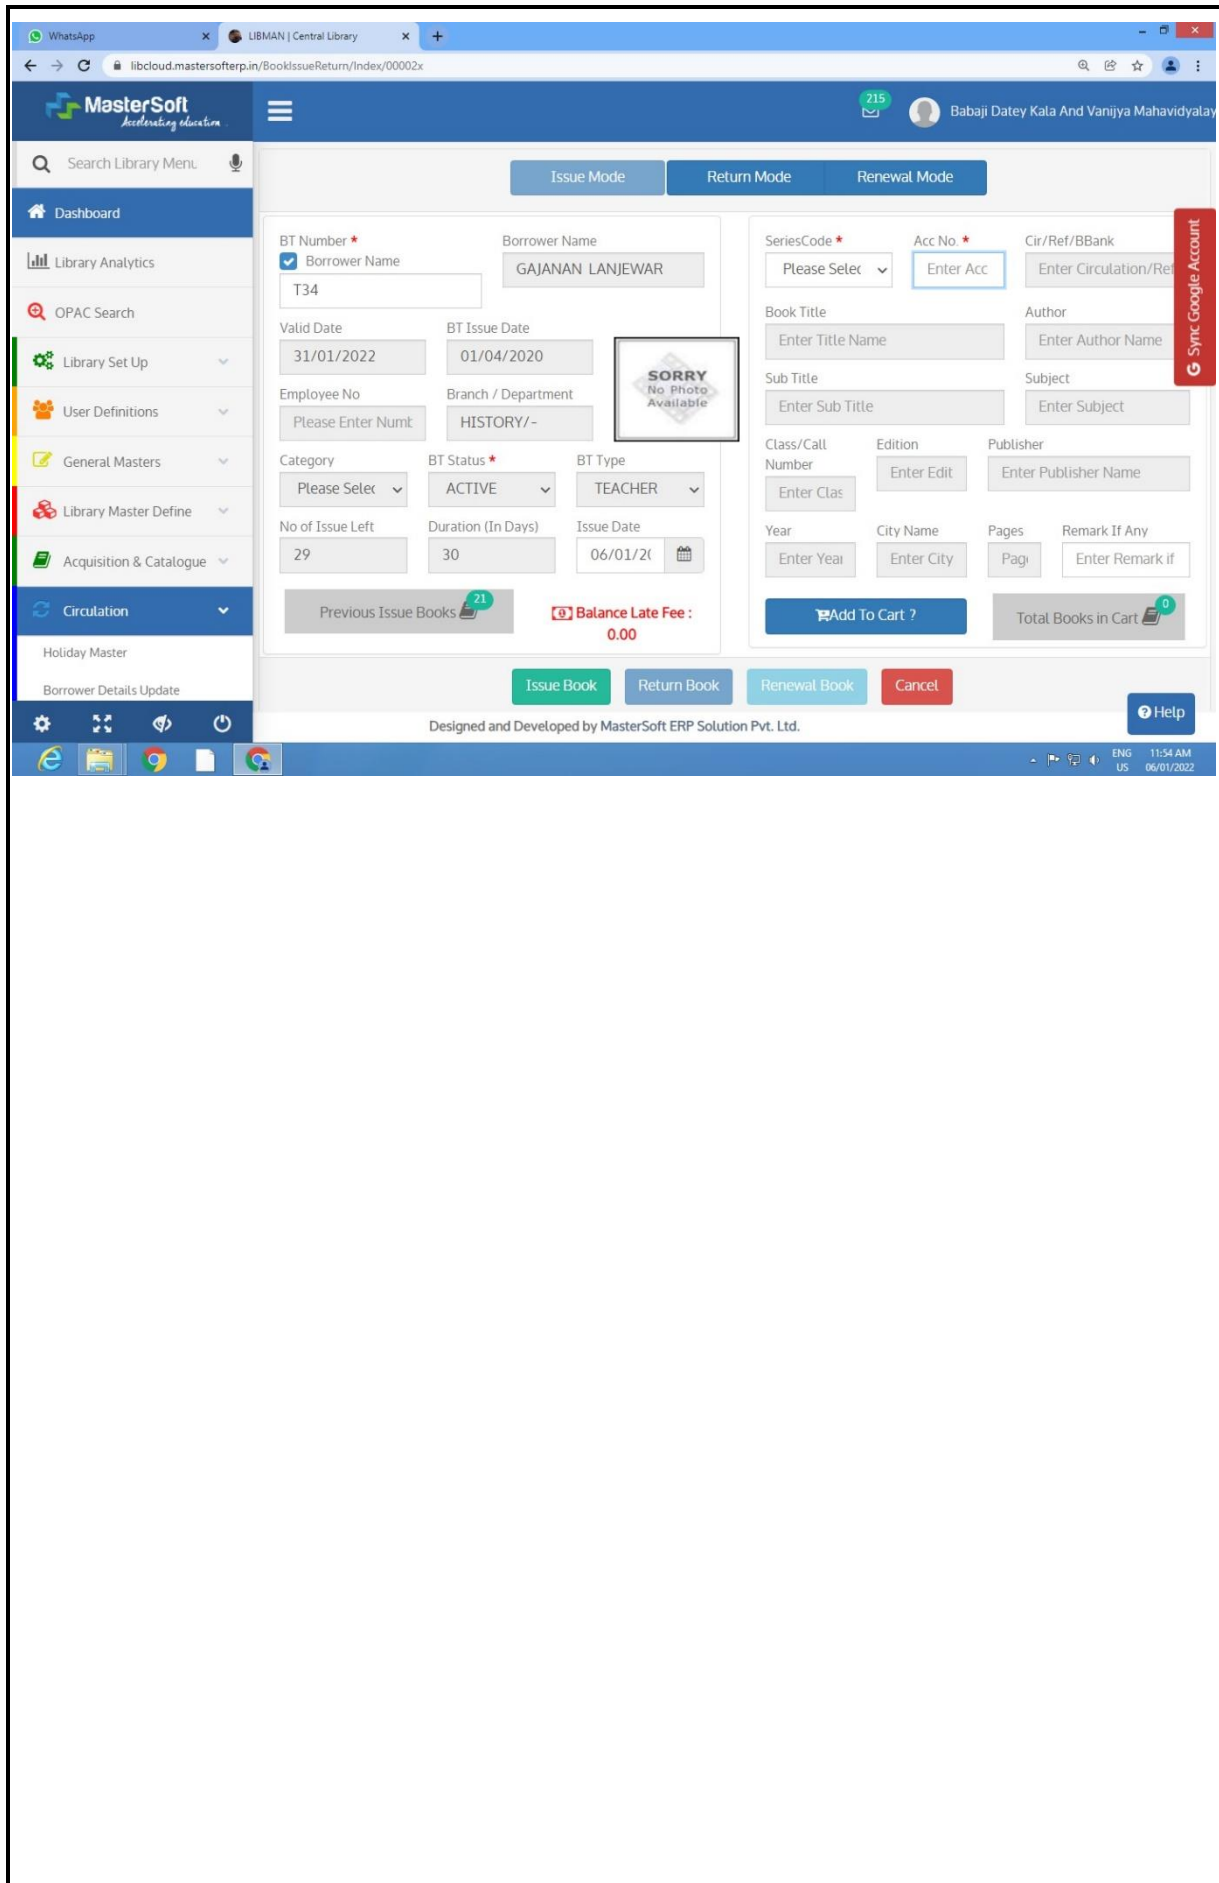 WhatsApp
LIBMAN | Central Library
libcloud.mastersofterp.in/BookIssueReturn/Index/00002x
MasterSoft
Accelerating education..
215
Babaji Datey Kala And Vanijya Mahavidyalay
Search Library Menu
Dashboard
Library Analytics
OPAC Search
Library Set Up
User Definitions
General Masters
Library Master Define
Acquisition & Catalogue
Circulation
Holiday Master
Borrower Details Update
Issue Mode Return Mode Renewal Mode
BT Number *
Borrower Name
T34
Borrower Name
GAJANAN LANJEWAR
Valid Date BT Issue Date
31/01/2022 01/04/2020
SORRY
No Photo
Available
Employee No Branch / Department
Please Enter Numb HISTORY/-
Category BT Status * BT Type
Please Selec ACTIVE TEACHER
No of Issue Left Duration (In Days) Issue Date
29 30 06/01/20
Previous Issue Books 21
Balance Late Fee :
0.00
SeriesCode * Acc No. * Cir/Ref/BBank
Please Selec Enter Acc Enter Circulation/Ref
Book Title Author
Enter Title Name Enter Author Name
Sub Title Subject
Enter Sub Title Enter Subject
Class/Call
Number
Edition Publisher
Enter Clas Enter Edit Enter Publisher Name
Year City Name Pages Remark If Any
Enter Year Enter City Page Enter Remark if
Add To Cart ?
Total Books in Cart 0
Sync Google Account
Issue Book Return Book Renewal Book Cancel
Help
Designed and Developed by MasterSoft ERP Solution Pvt. Ltd.
ENG
US
11:54 AM
06/01/2022